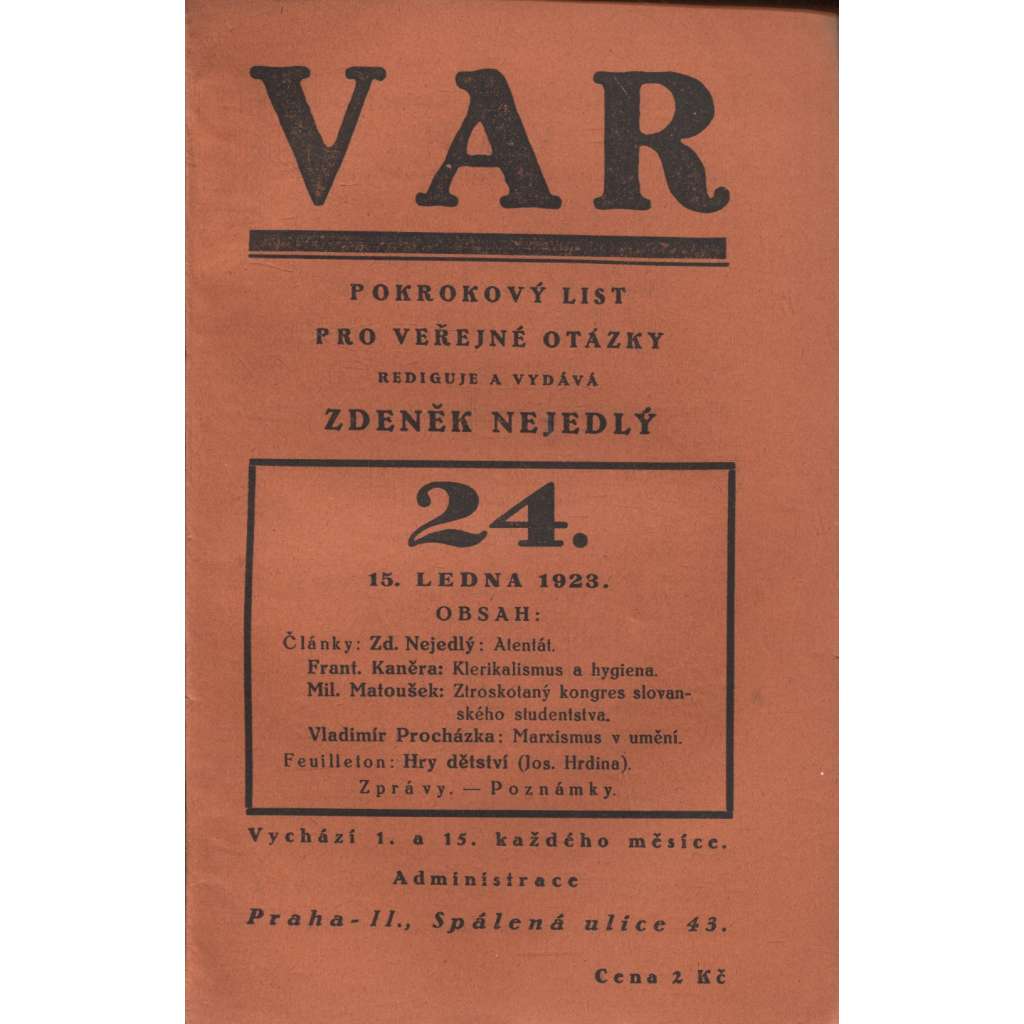 VAR
POKROKOVÝ LIST
PRO VEŘEJNÉ OTÁZKY
REDIGUJE A VYDÁVÁ
ZDENĚK NEJEDLÝ
24.
15. LEDNA 1923.
OBSAH:
Články: Zd. Nejedlý: Atentát.
Frant. Kaněra: Klerikalismus a hygiena.
Mil. Matoušek: Ztroskotaný kongres slovan-
ského studentstva.
Vladimír Procházka: Marxismus v umění.
Feuilleton: Hry dětství (Jos. Hrdina).
Zprávy. — Poznámky.
Vychází 1. a 15. každého měsíce.
Administrace
Praha-II., Spálená ulice 43.
Cena 2 Kč